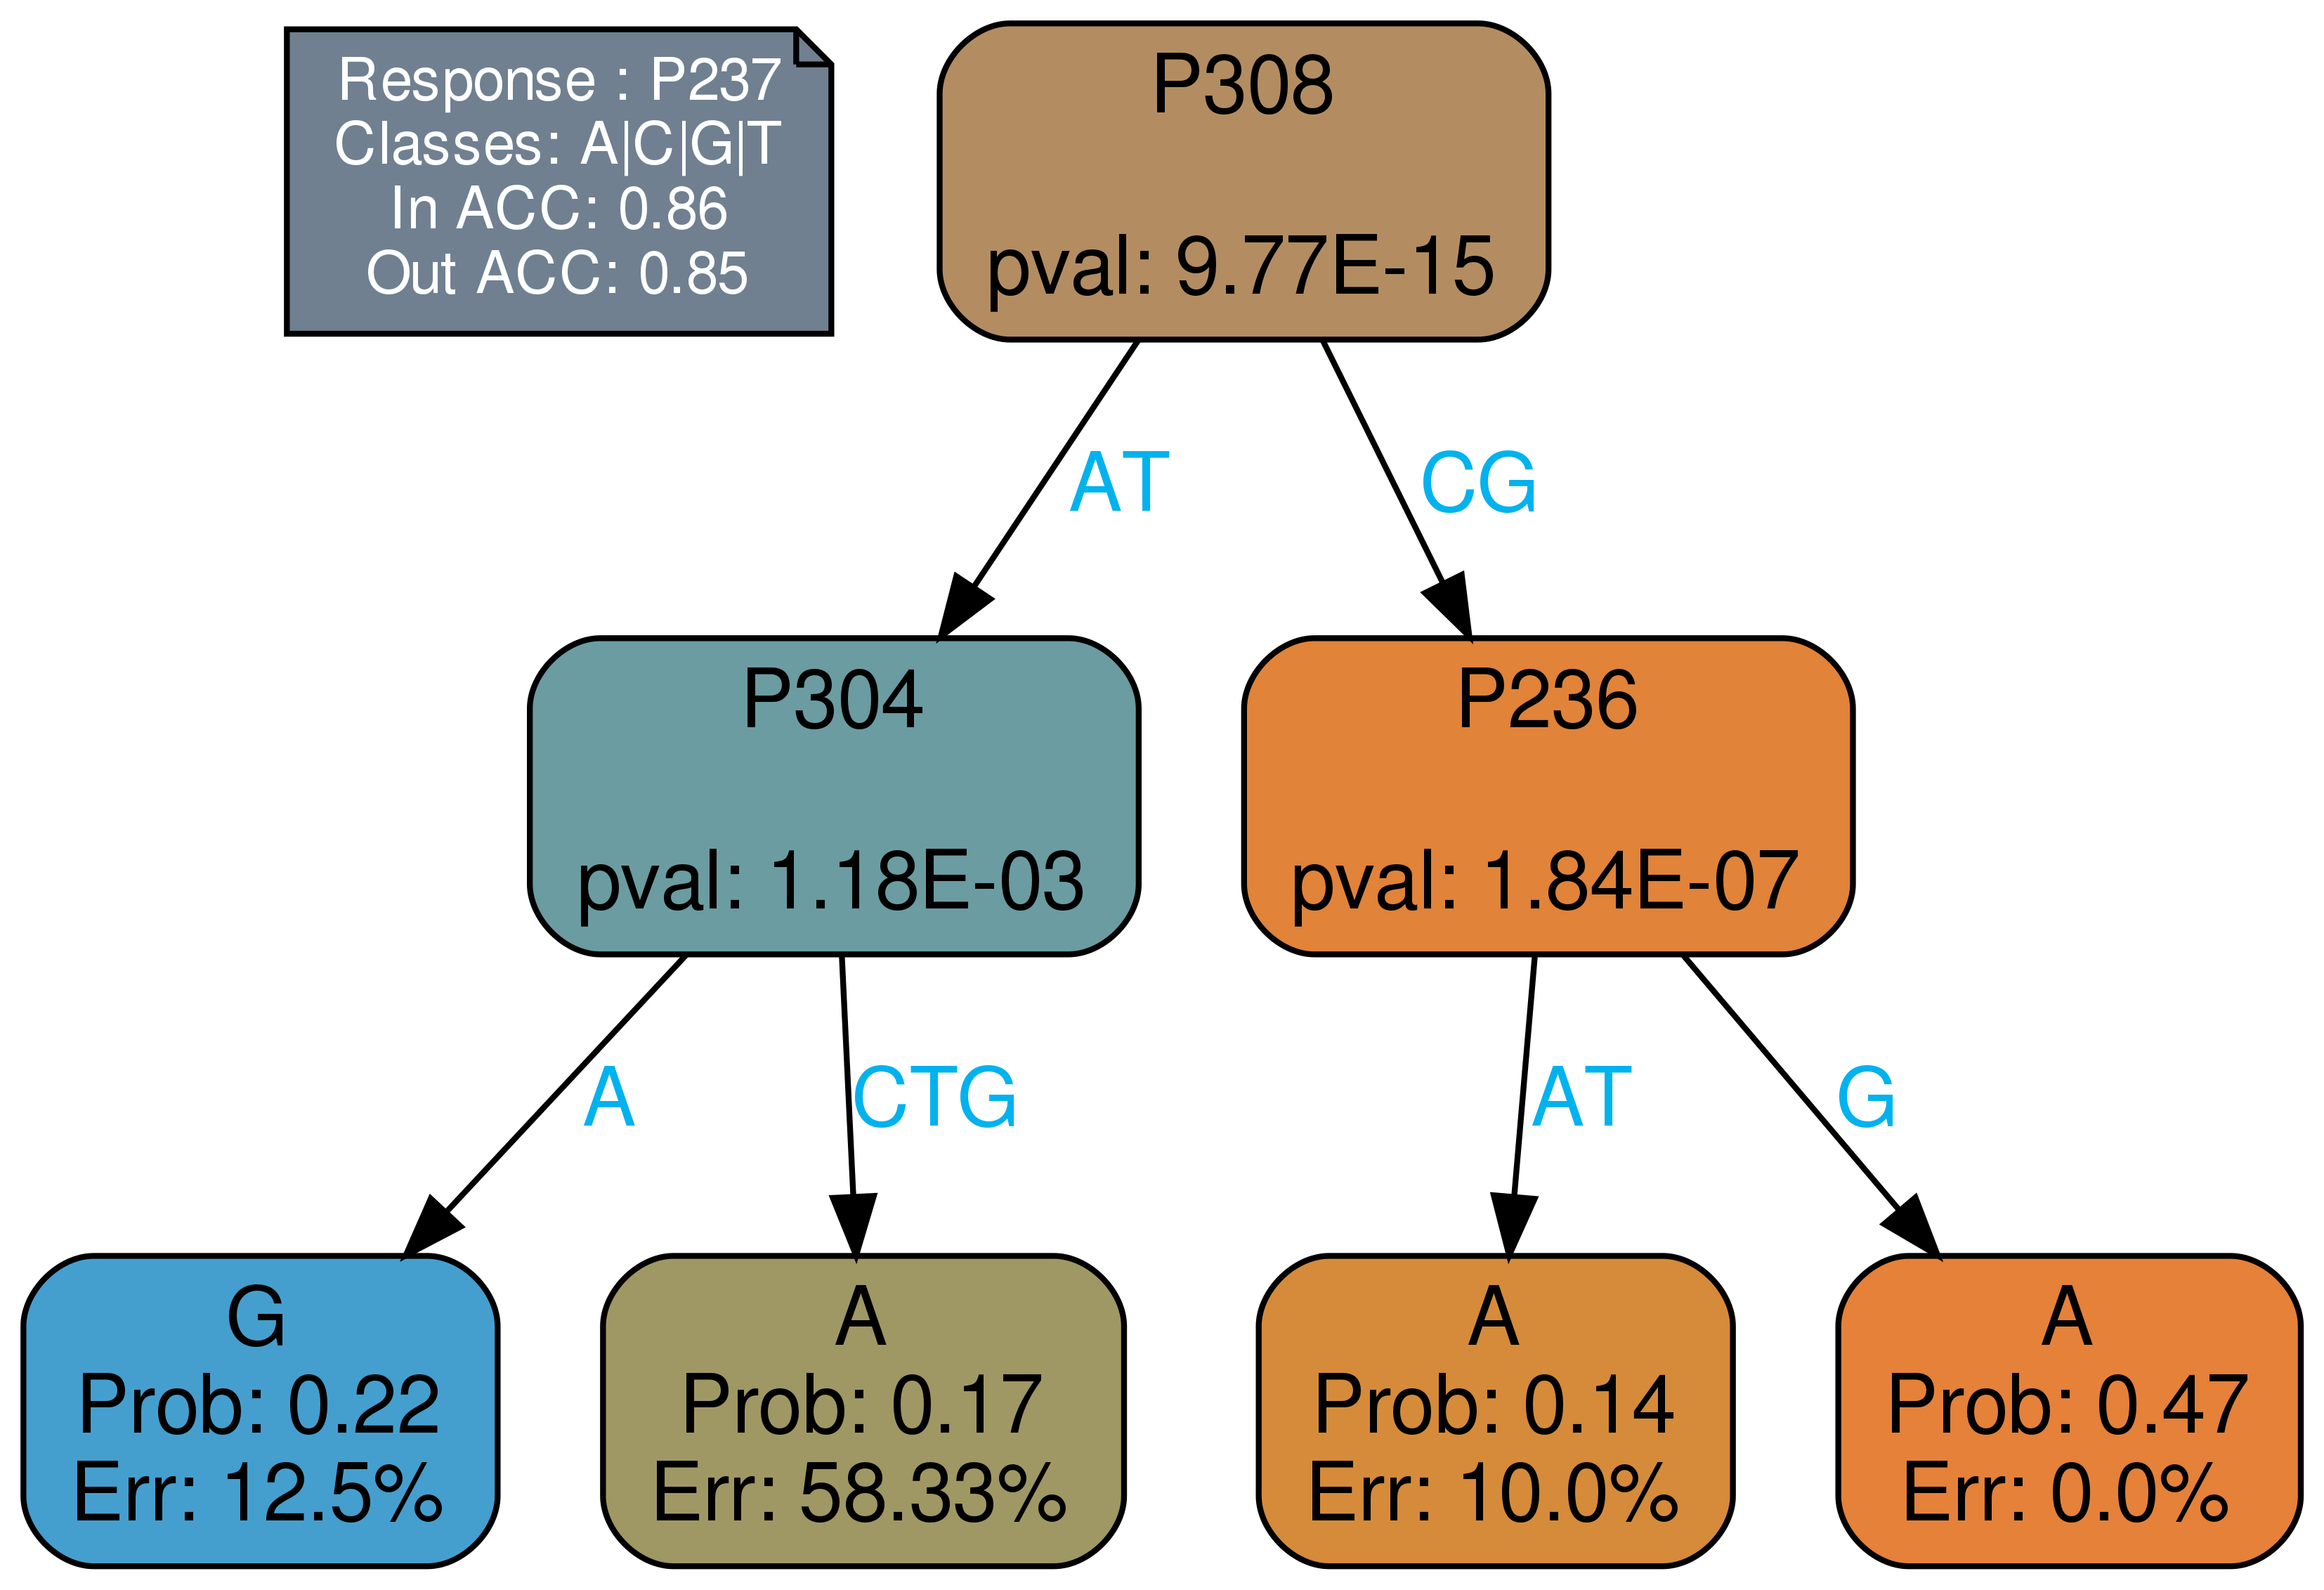 Response : P237
Classes: A|C|G|T
In ACC: 0.86
Out ACC: 0.85
P308
pval: 9.77E-15
AT
CG
P304
pval: 1.18E-03
P236
pval: 1.84E-07
A
CTG
AT
G
G
Prob: 0.22
Err: 12.5%
A
Prob: 0.17
Err: 58.33%
A
Prob: 0.14
Err: 10.0%
A
Prob: 0.47
Err: 0.0%